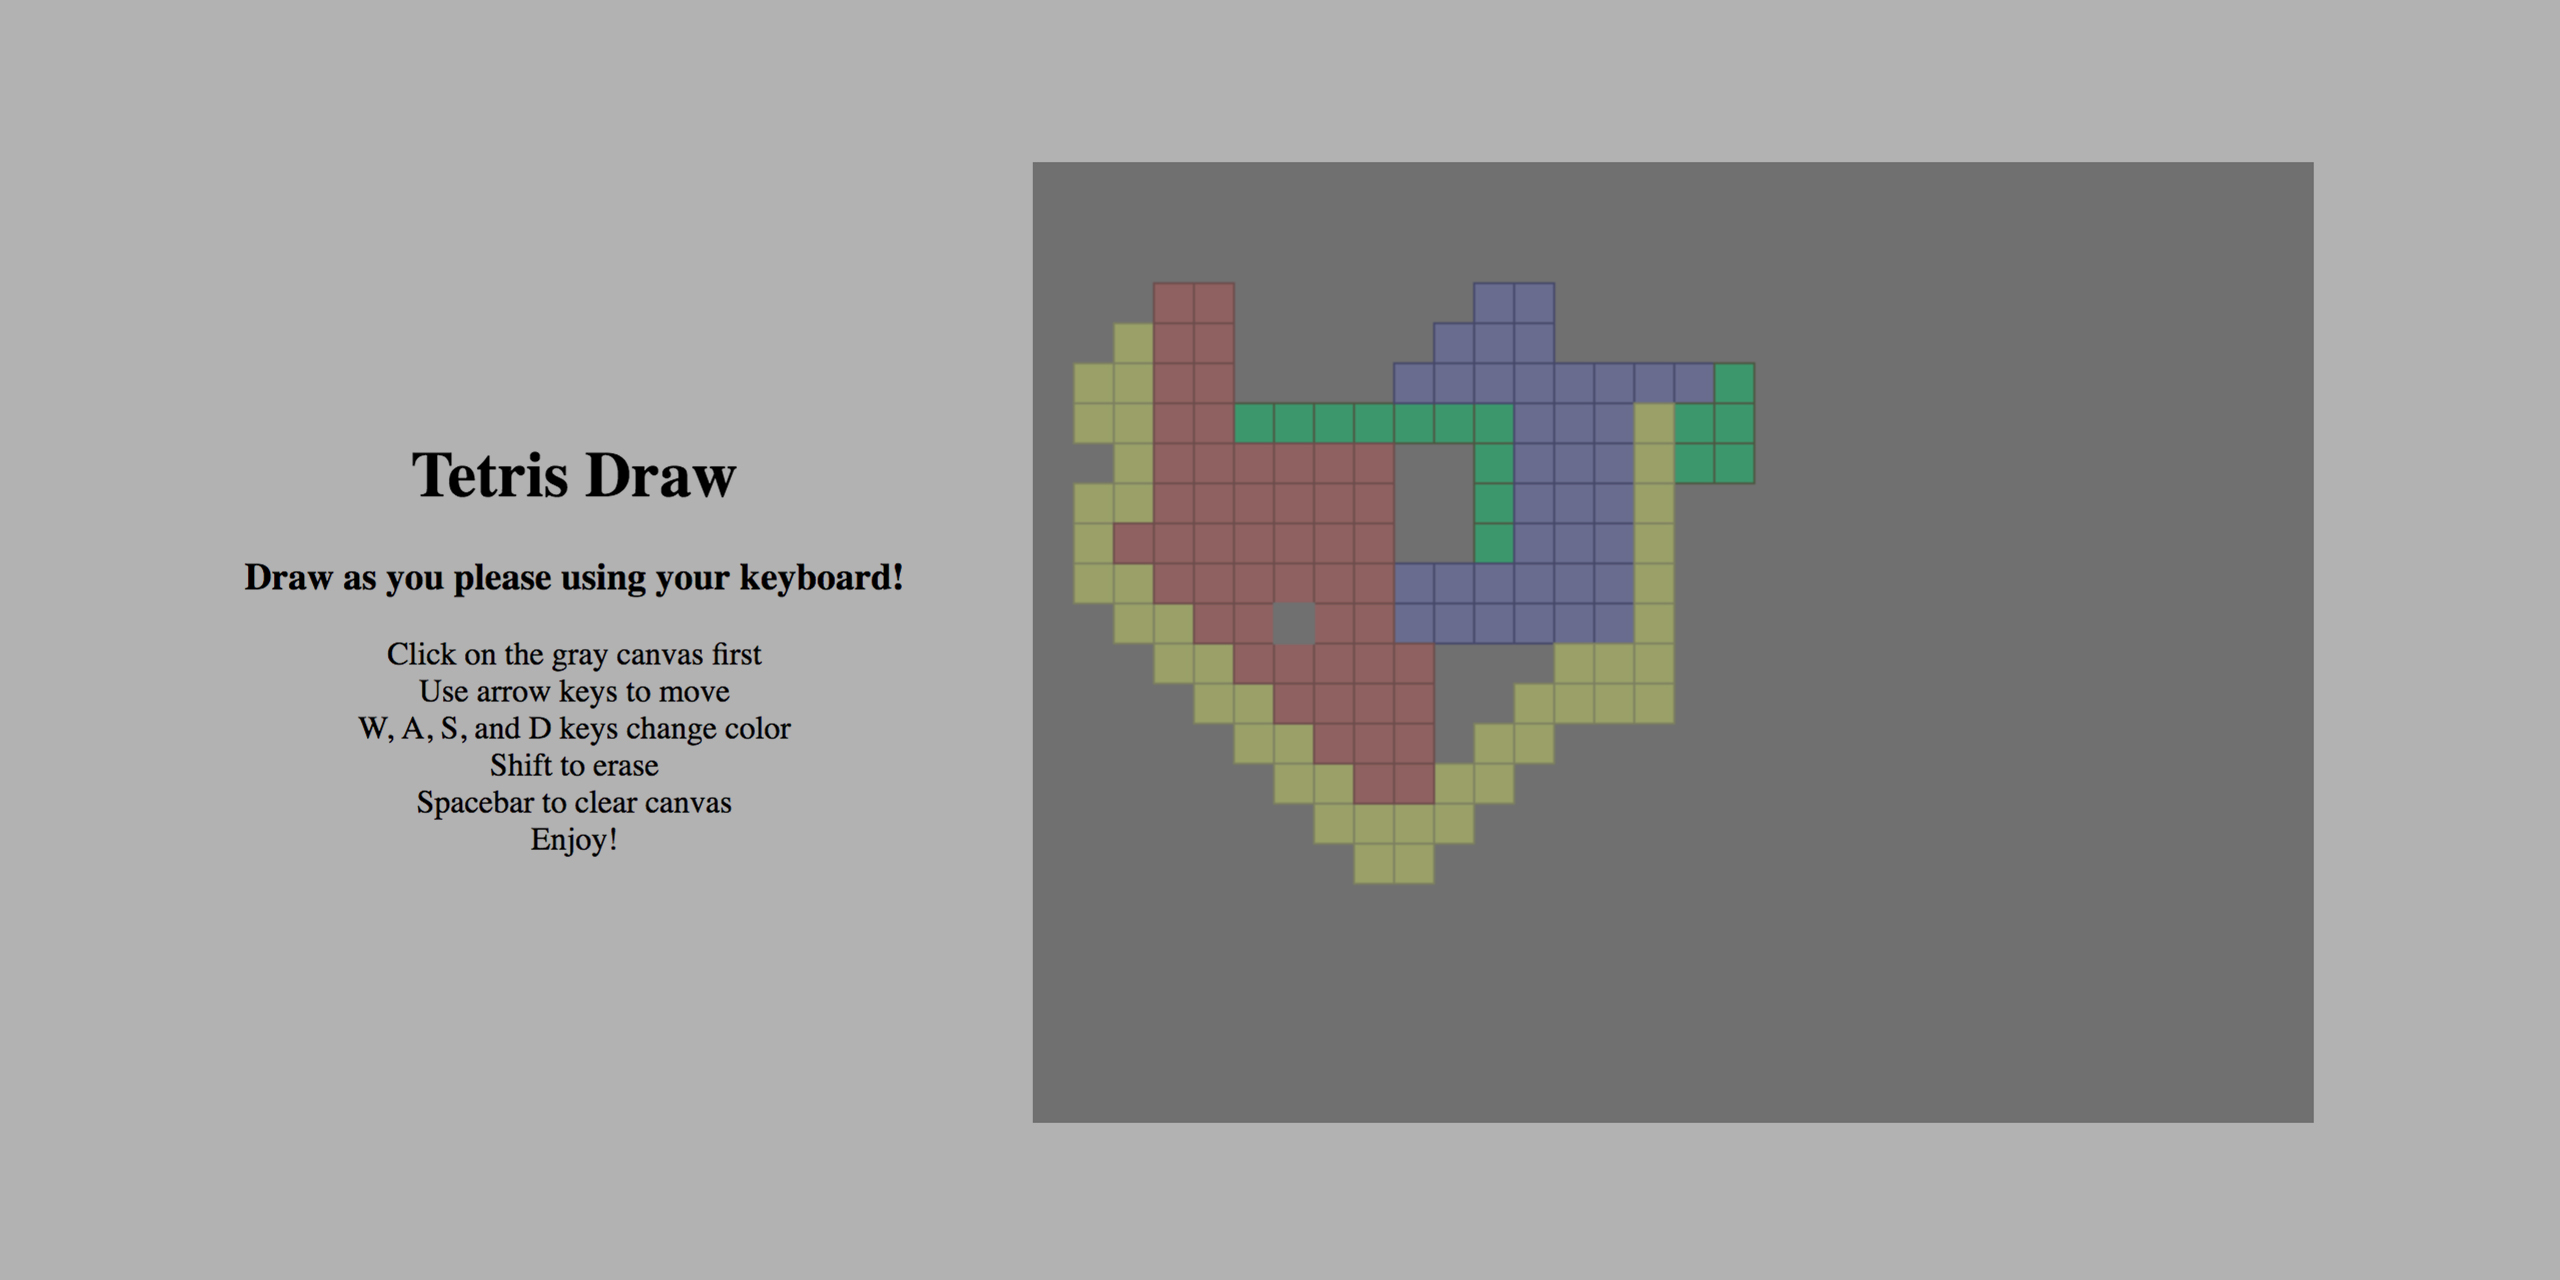 Tetris Draw
Draw as you please using your keyboard!
Click on the gray canvas first
Use arrow keys to move
W, A, S, and D keys change color
Shift to erase
Spacebar to clear canvas
Enjoy!